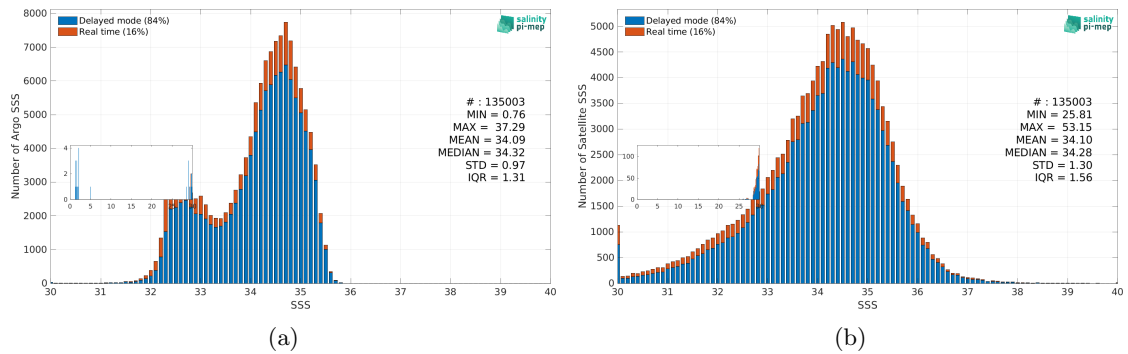 Delayed mode (84%)
Real time (16%)
salinity
pi-mep
8000
7000
6000
5000
4000
3000
2000
1000
0
Number of Argo SSS
# : 135003
MIN = 0.76
MAX = 37.29
MEAN = 34.09
MEDIAN = 34.32
STD = 0.97
IQR = 1.31
4
2
0
0 5 10 15 20 25
30 31 32 33 34 35 36 37 38 39 40
SSS
(a)
Delayed mode (84%)
Real time (16%)
salinity
pi-mep
5000
4500
4000
3500
3000
2500
2000
1500
1000
500
0
Number of Satellite SSS
# : 135003
MIN = 25.81
MAX = 53.15
MEAN = 34.10
MEDIAN = 34.28
STD = 1.30
IQR = 1.56
100
50
0
0 5 10 15 20 25
30 31 32 33 34 35 36 37 38 39 40
SSS
(b)